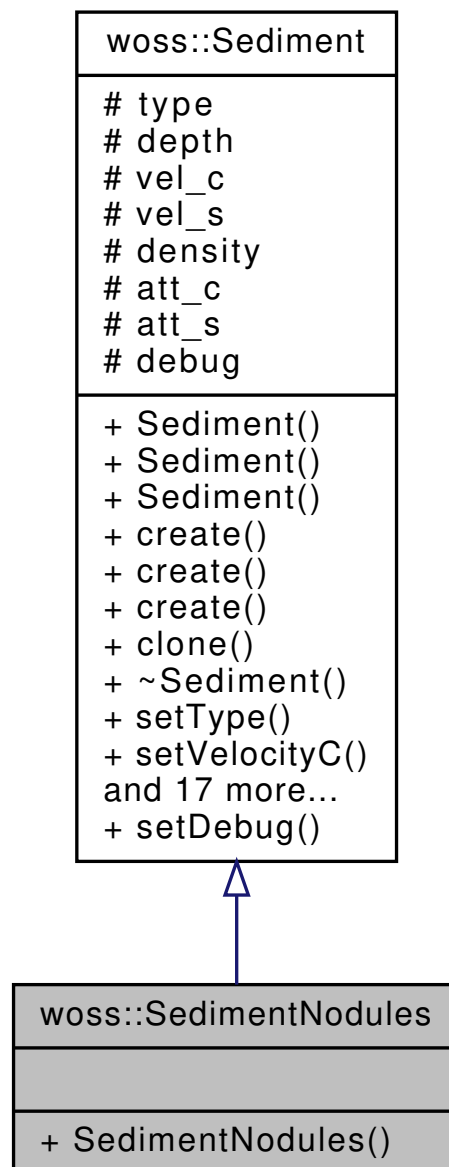 woss::Sediment
# type
# depth
# vel_c
# vel_s
# density
# att_c
# att_s
# debug
+ Sediment()
+ Sediment()
+ Sediment()
+ create()
+ create()
+ create()
+ clone()
+ ~Sediment()
+ setType()
+ setVelocityC()
and 17 more...
+ setDebug()
woss::SedimentNodules
+ SedimentNodules()